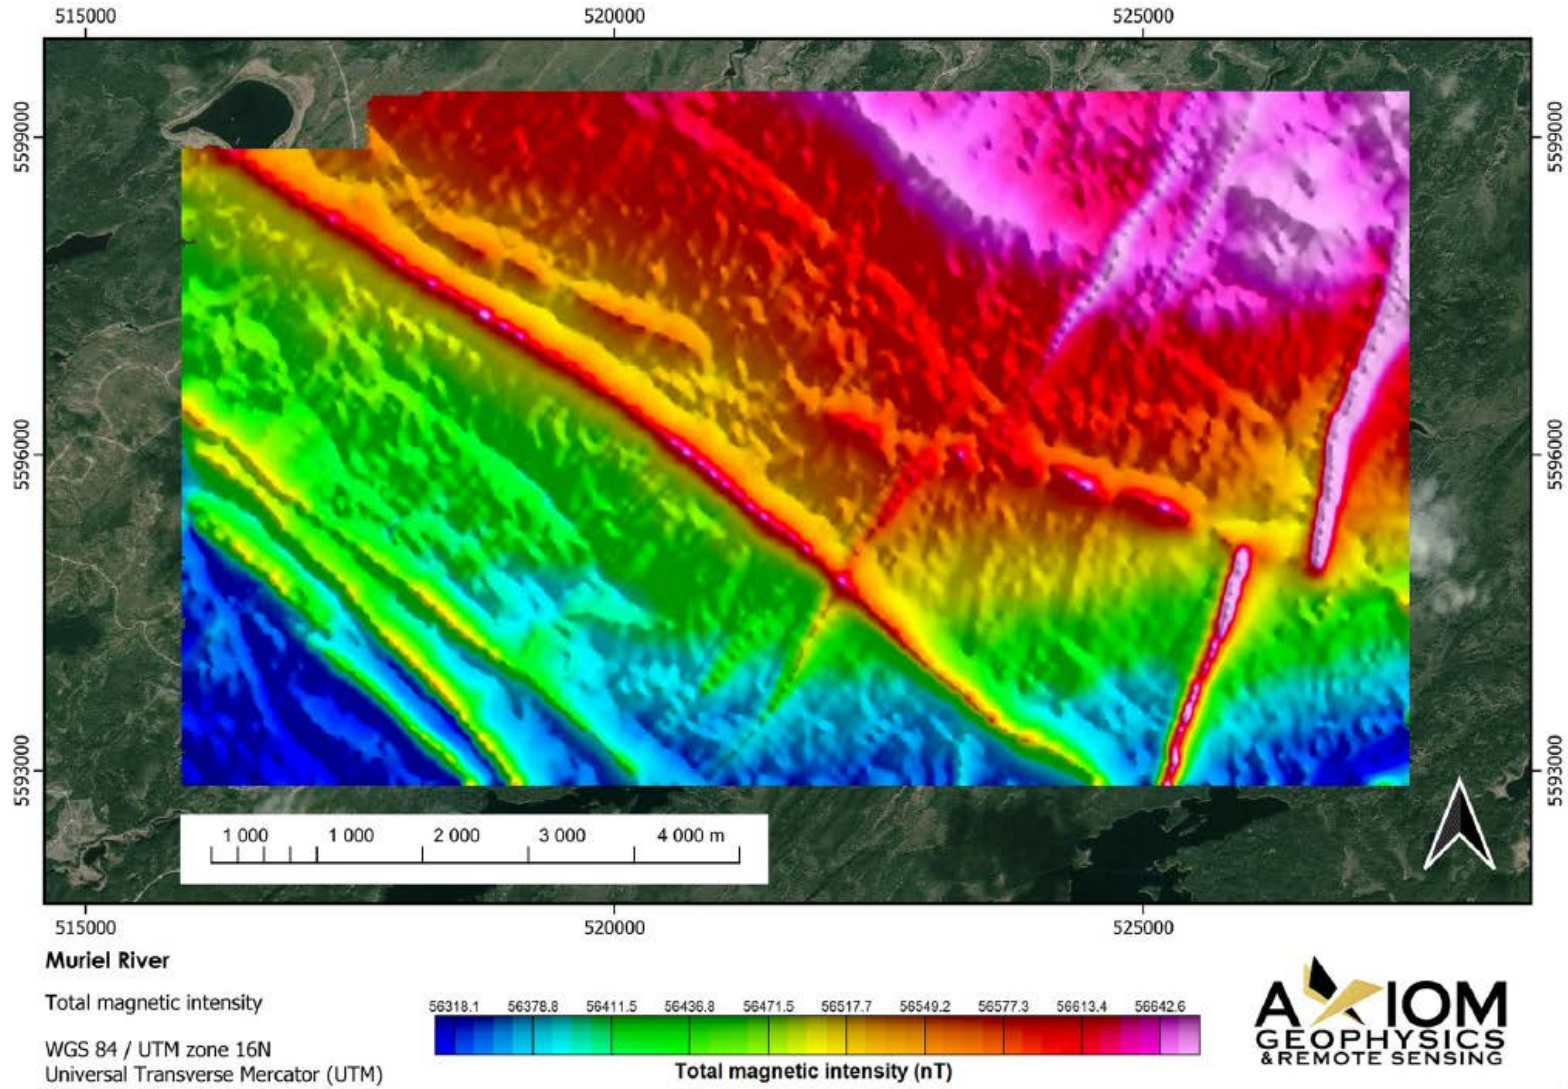 515000 520000 525000
5599000 5599000
5596000 5596000
5593000 5593000
1 000 1 000 2 000 3 000 4 000 m
515000 520000 525000
Muriel River
Total magnetic intensity
WGS 84 / UTM zone 16N
Universal Transverse Mercator (UTM)
56318.1 56378.8 56411.5 56436.8 56471.5 56517.7 56549.2 56577.3 56613.4 56642.6
Total magnetic intensity (nT)
AXIOM
GEOPHYSICS
& REMOTE SENSING